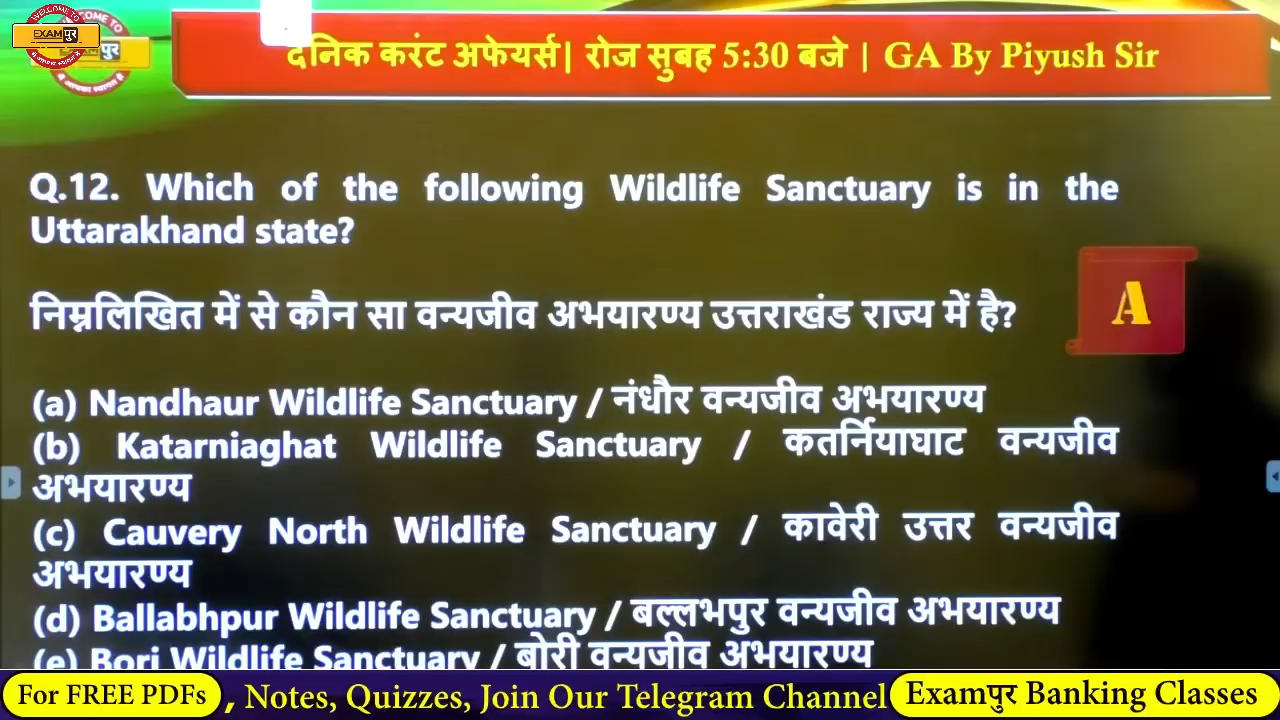 WELCOME TO
EXAMपुर
दैनिक करंट अफेयर्स| रोज सुबह 5:30 बजे | GA By Piyush Sir
Q.12. Which of the following Wildlife Sanctuary is in the
Uttarakhand state?
निम्नलिखित में से कौन सा वन्यजीव अभयारण्य उत्तराखंड राज्य में है?
A
(a) Nandhaur Wildlife Sanctuary / नंधौर वन्यजीव अभयारण्य
(b) Katarniaghat Wildlife Sanctuary / कतर्नियाघाट वन्यजीव
अभयारण्य
(c) Cauvery North Wildlife Sanctuary / कावेरी उत्तर वन्यजीव
अभयारण्य
(d) Ballabhpur Wildlife Sanctuary / बल्लभपुर वन्यजीव अभयारण्य
(e) Bori Wildlife Sanctuary / बोरी वन्यजीव अभयारण्य
For FREE PDFs , Notes, Quizzes, Join Our Telegram Channel Examपुर Banking Classes